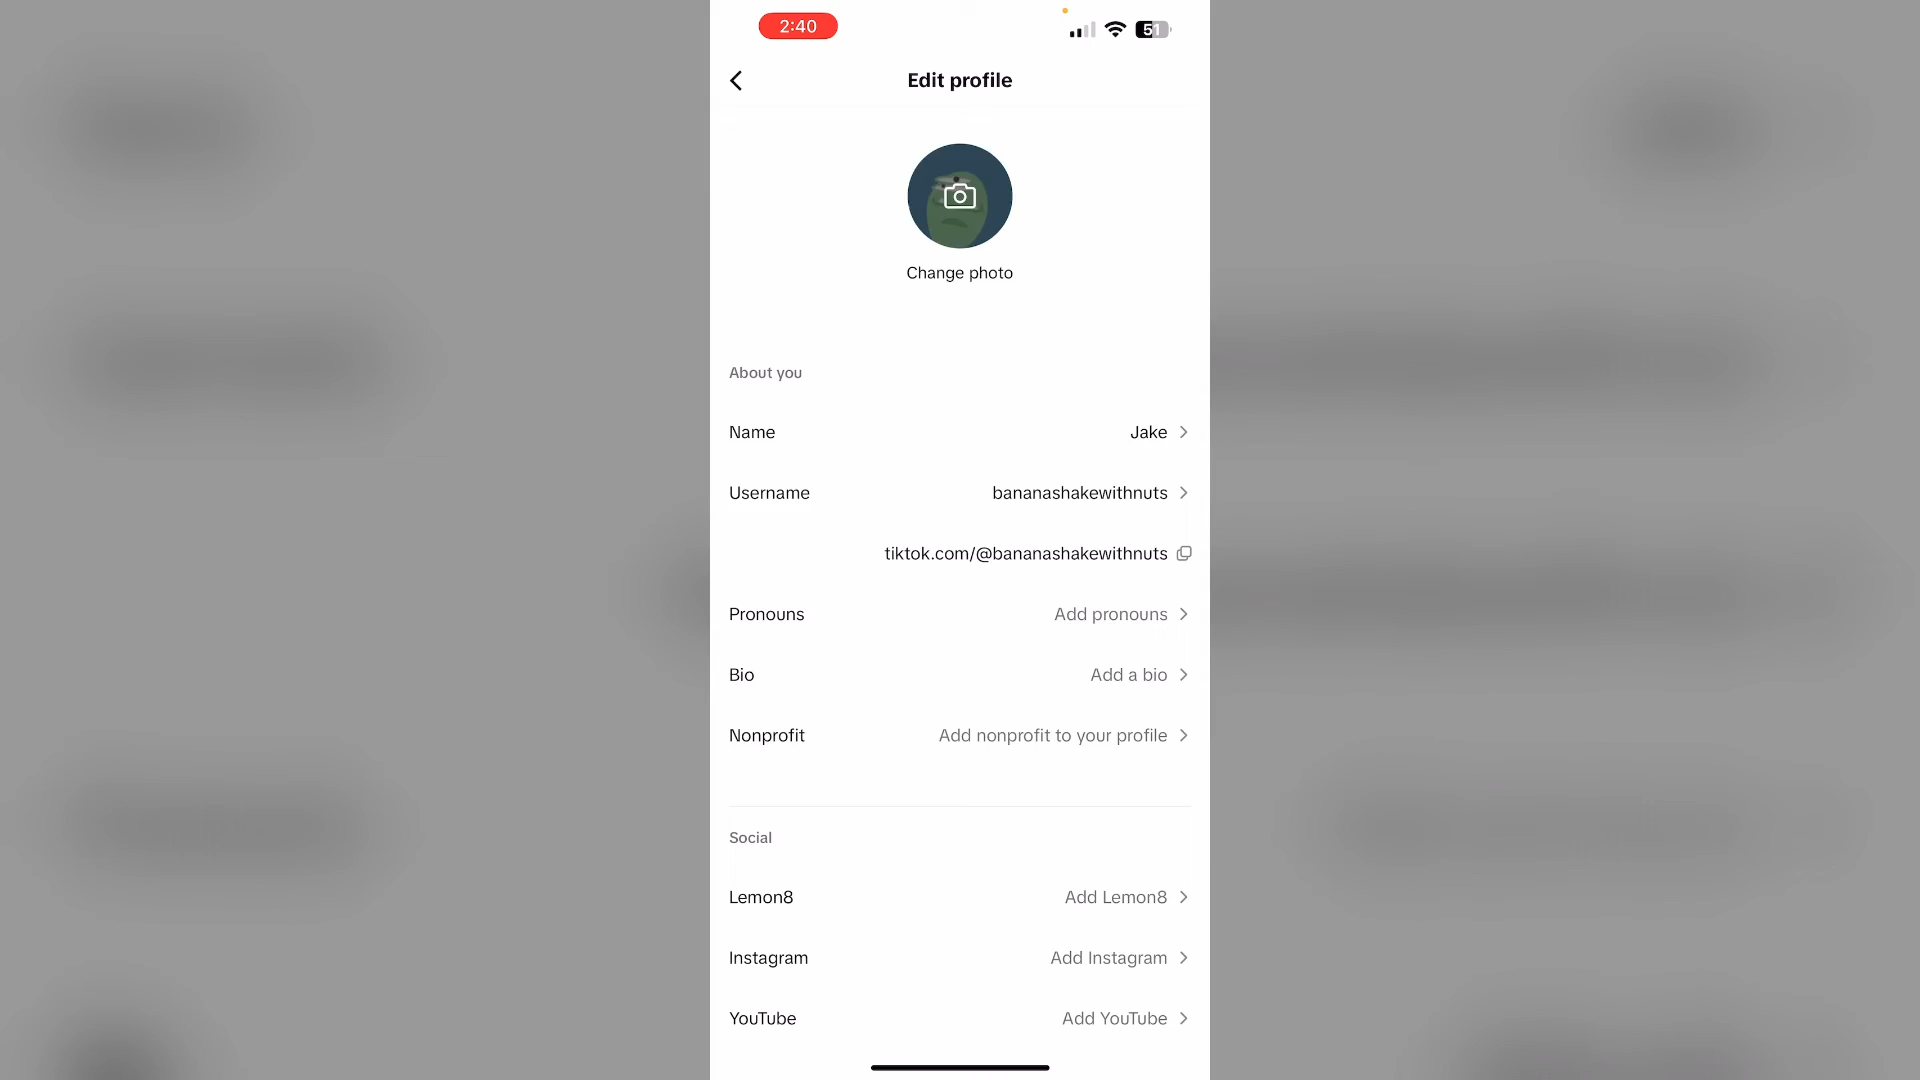 2:40
51
Edit profile
Change photo
About you
Name Jake
Username bananashakewithnuts
tiktok.com/@bananashakewithnuts
Pronouns Add pronouns
Bio Add a bio
Nonprofit Add nonprofit to your profile
Social
Lemon8 Add Lemon8
Instagram Add Instagram
YouTube Add YouTube